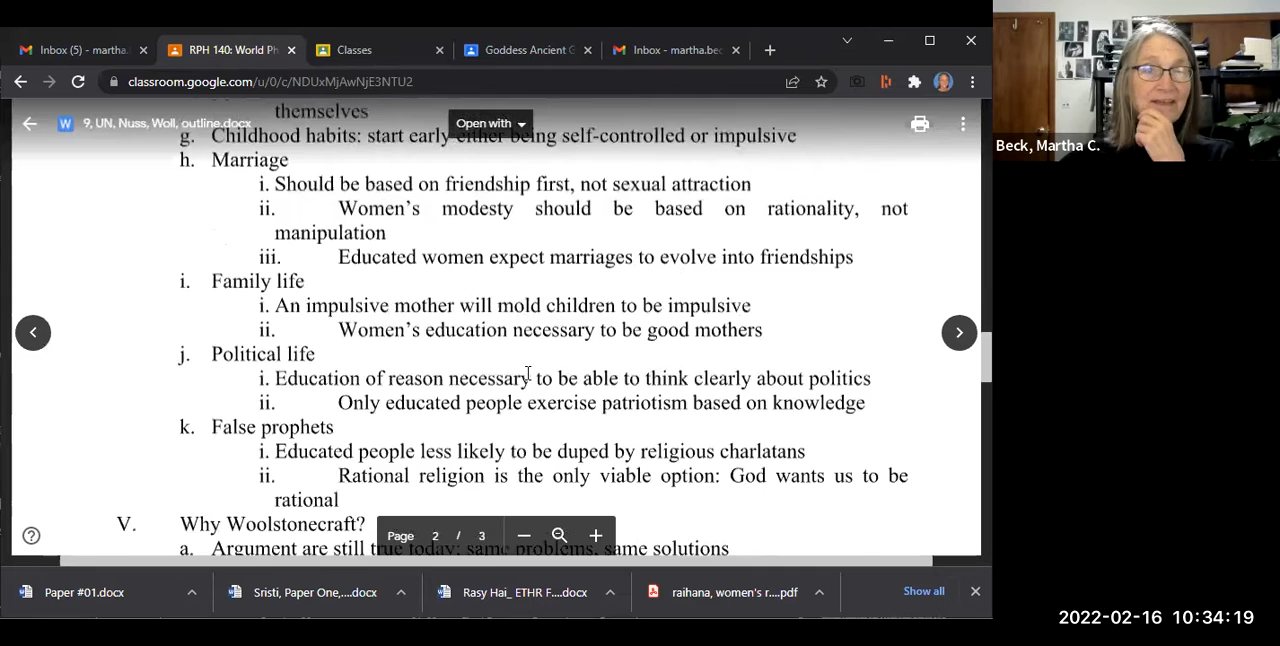 Inbox (5) - martha.
RPH 140: World Ph
Classes
Goddess Ancient G
Inbox - martha.bec
classroom.google.com/u/0/c/NDUxMjAwNjE3NTU2
themselves
9, UN, Nuss, Woll, outline.docx
Open with
g. Childhood habits: start early either being self-controlled or impulsive
h. Marriage
i. Should be based on friendship first, not sexual attraction
ii. Women's modesty should be based on rationality, not
manipulation
iii. Educated women expect marriages to evolve into friendships
i. Family life
i. An impulsive mother will mold children to be impulsive
ii. Women's education necessary to be good mothers
j. Political life
i. Education of reason necessary to be able to think clearly about politics
ii. Only educated people exercise patriotism based on knowledge
k. False prophets
i. Educated people less likely to be duped by religious charlatans
ii. Rational religion is the only viable option: God wants us to be
rational
V. Why Woolstonecraft?
Page 2 / 3
a. Argument are still true today: same problems, same solutions
Paper #01.docx
Sristi, Paper One,....docx
Rasy Hai_ ETHR F....docx
raihana, women's r....pdf
Show all
Beck, Martha C.
2022-02-16 10:34:19